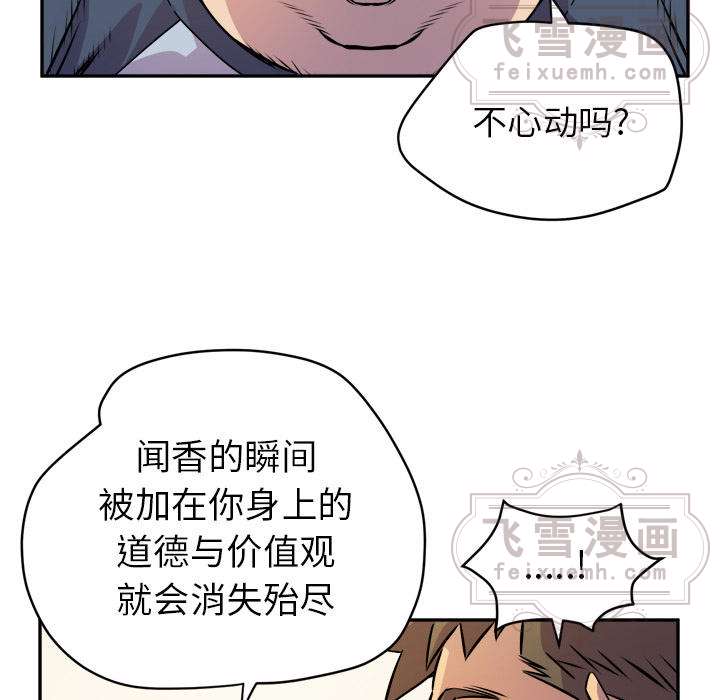 飞雪漫画
feixuemh.com
不心动吗?
闻香的瞬间
被加在你身上的
道德与价值观
就会消失殆尽
飞雪漫画
feixuemh.com
......!